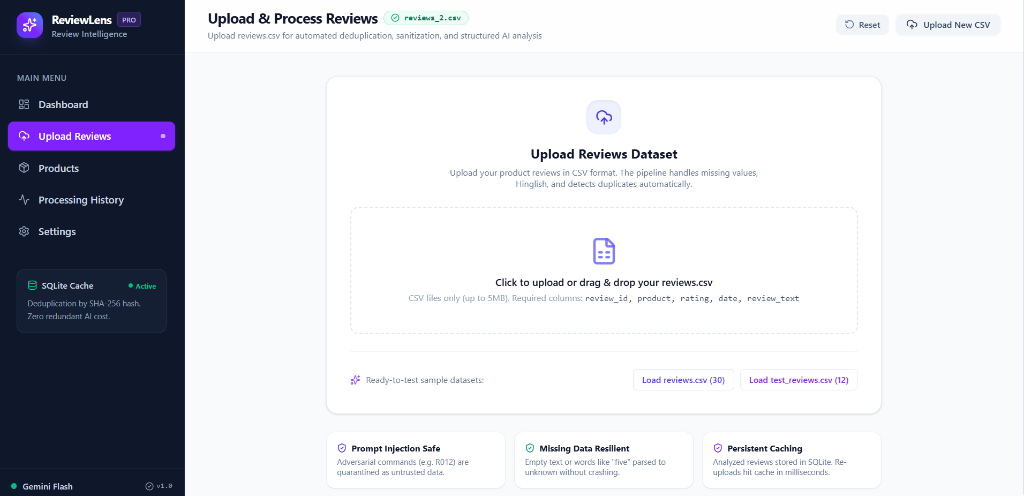 ReviewLens PRO
Review Intelligence
MAIN MENU
Dashboard
Upload Reviews
Products
Processing History
Settings
SQLite Cache Active
Deduplication by SHA-256 hash.
Zero redundant AI cost.
Gemini Flash v1.0
Upload & Process Reviews reviews_2.csv
Upload reviews.csv for automated deduplication, sanitization, and structured AI analysis
Reset
Upload New CSV
Upload Reviews Dataset
Upload your product reviews in CSV format. The pipeline handles missing values,
Hinglish, and detects duplicates automatically.
Click to upload or drag & drop your reviews.csv
CSV files only (up to 5MB). Required columns: review_id, product, rating, date, review_text
Ready-to-test sample datasets:
Load reviews.csv (30)
Load test_reviews.csv (12)
Prompt Injection Safe
Adversarial commands (e.g. R012) are
quarantined as untrusted data.
Missing Data Resilient
Empty text or words like "five" parsed to
unknown without crashing.
Persistent Caching
Analyzed reviews stored in SQLite. Re-
uploads hit cache in milliseconds.